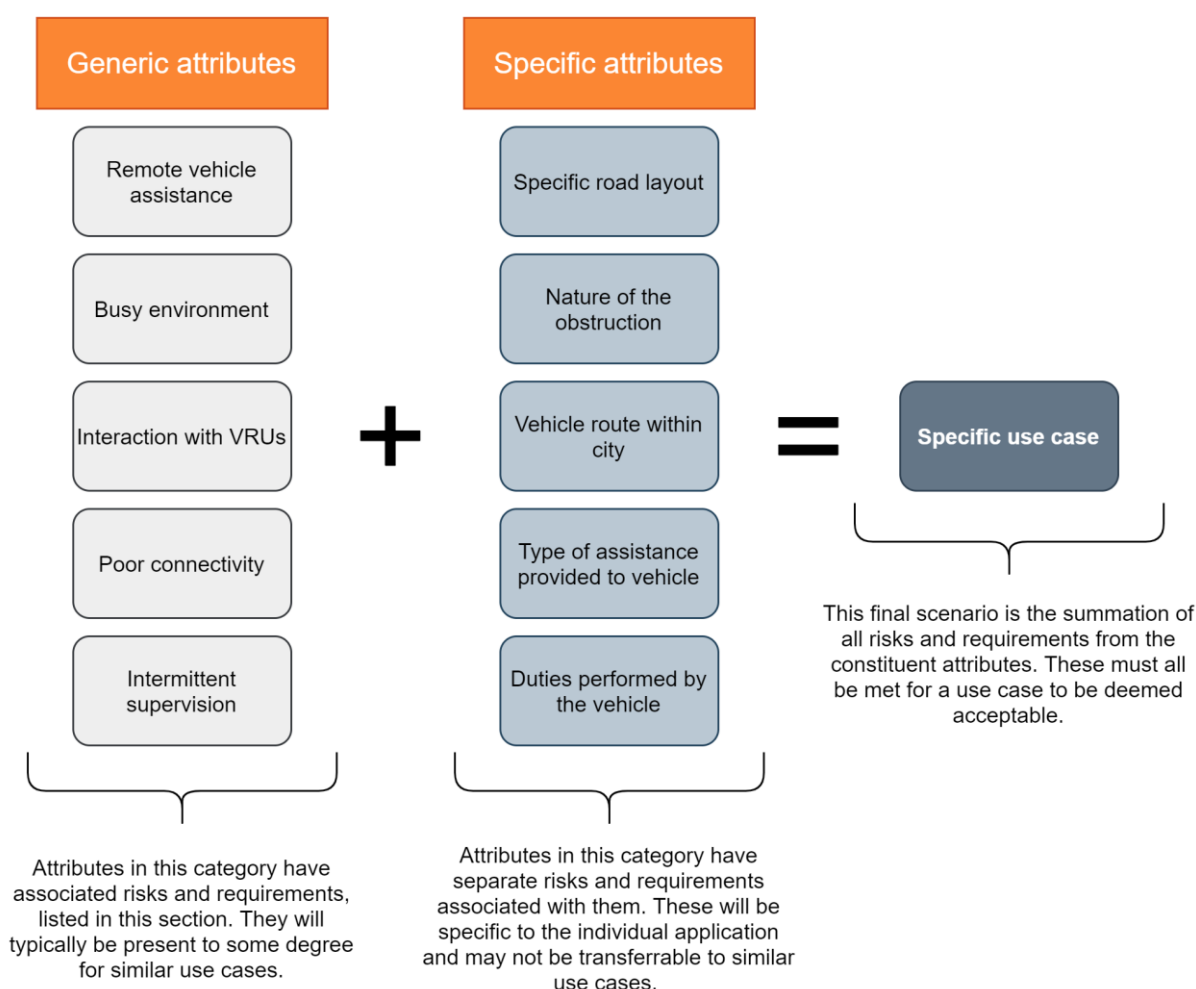 Generic attributes
Remote vehicle
assistance
Busy environment
Interaction with VRUs
Poor connectivity
Intermittent
supervision
Attributes in this category have
associated risks and requirements,
listed in this section. They will
typically be present to some degree
for similar use cases.
+
Specific attributes
Specific road layout
Nature of the
obstruction
Vehicle route within
city
Type of assistance
provided to vehicle
Duties performed by
the vehicle
Attributes in this category have
separate risks and requirements
associated with them. These will be
specific to the individual application
and may not be transferrable to similar
use cases.
=
Specific use case
This final scenario is the summation of
all risks and requirements from the
constituent attributes. These must all
be met for a use case to be deemed
acceptable.